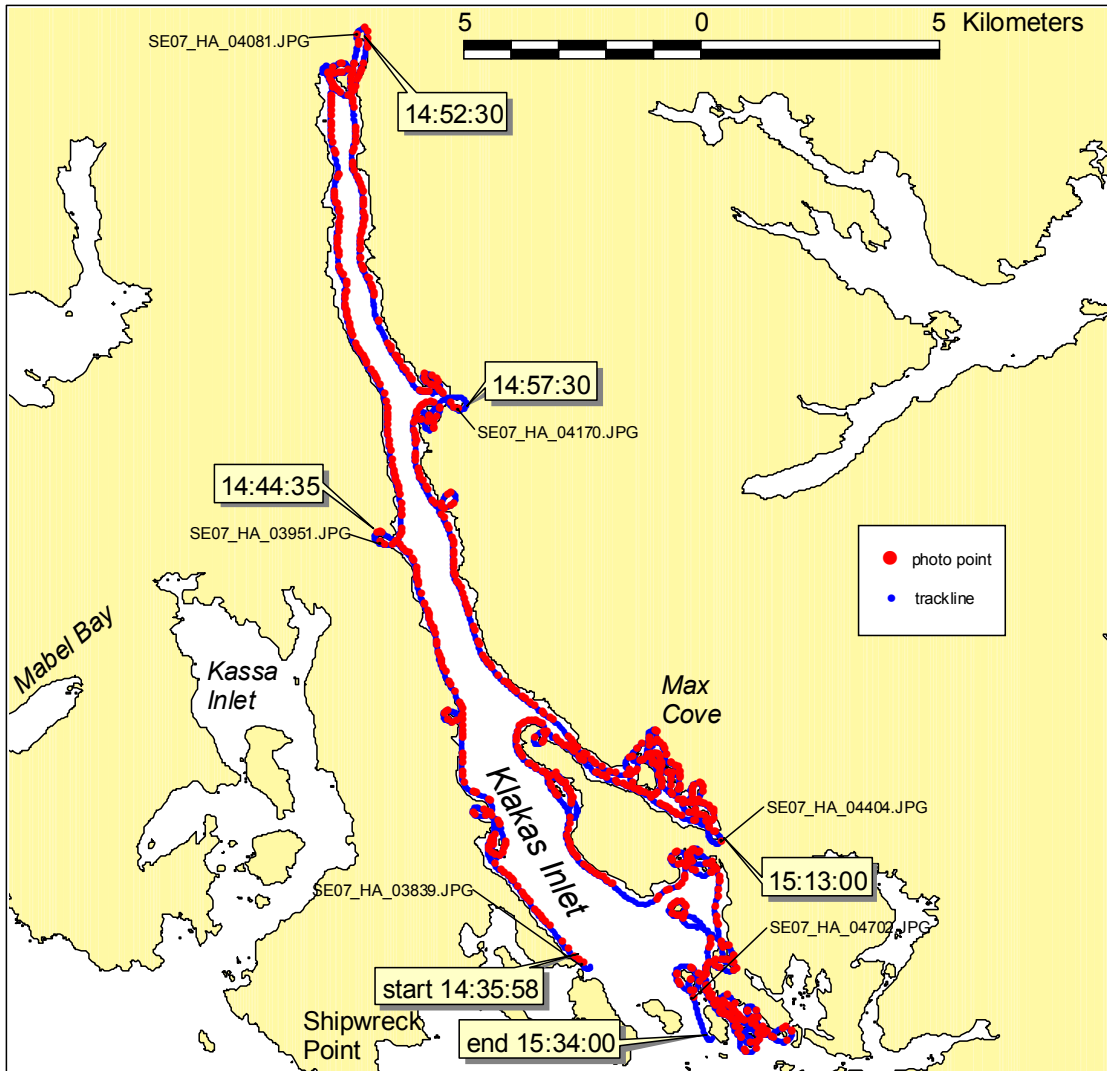 5 0 5 Kilometers
SE07_HA_04081.JPG
14:52:30
14:57:30
SE07_HA_04170.JPG
14:44:35
SE07_HA_03951.JPG
photo point
trackline
Mabel Bay
Kassa
Inlet
Max
Cove
Klakas Inlet
SE07_HA_04404.JPG
15:13:00
SE07_HA_03839.JPG
SE07_HA_04702.JPG
start 14:35:58
Shipwreck
Point
end 15:34:00